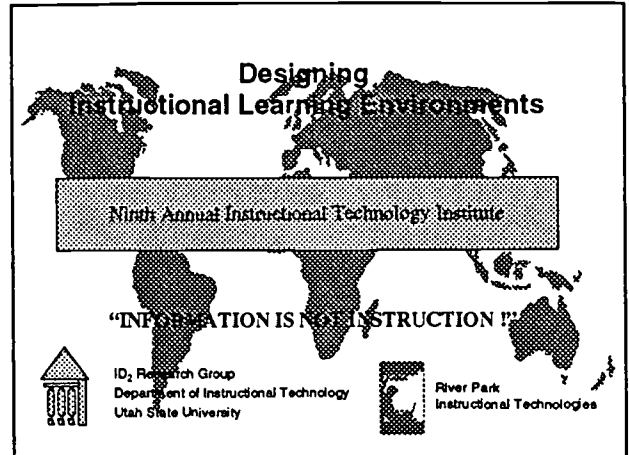 Designing
Instructional Learning Environments
Ninth Annual Instructional Technology Institute
“INFORMATION IS NOT INSTRUCTION !”
ID₂ Research Group
Department of Instructional Technology
Utah State University
River Park
Instructional Technologies